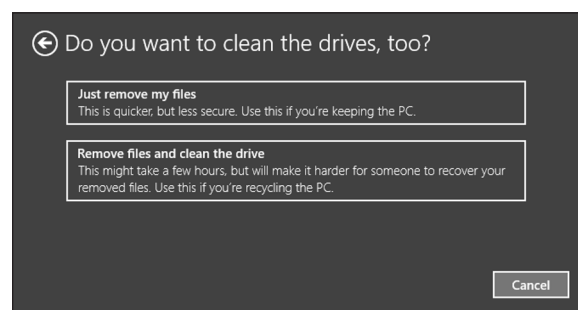 Do you want to clean the drives, too?
Just remove my files
This is quicker, but less secure. Use this if you're keeping the PC.
Remove files and clean the drive
This might take a few hours, but will make it harder for someone to recover your
removed files. Use this if you're recycling the PC.
Cancel